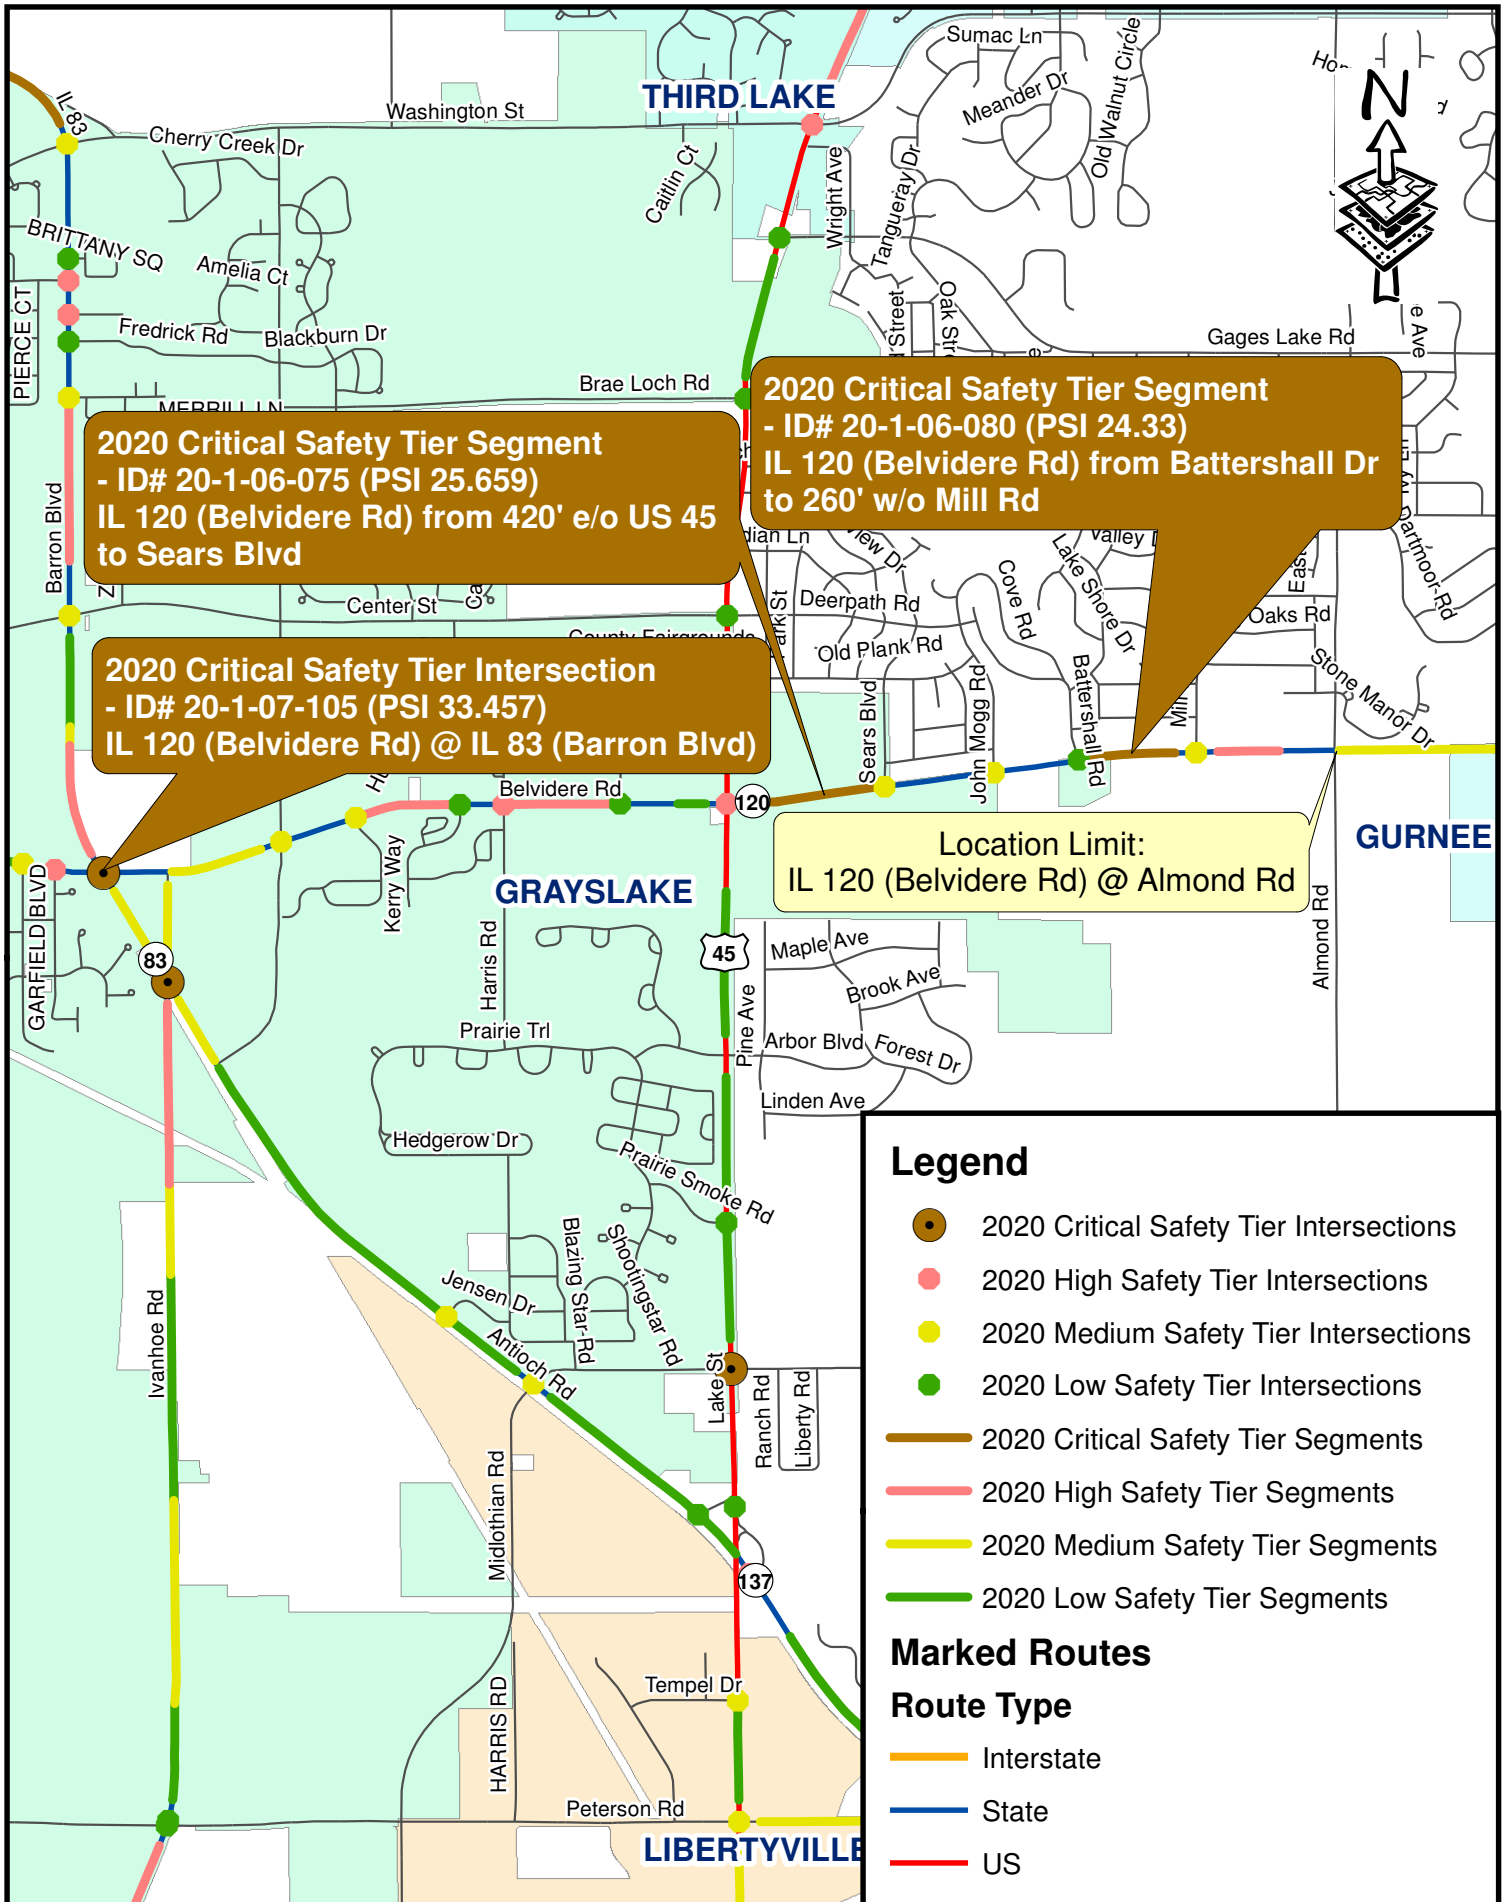 Sumac Ln
THIRD LAKE
IL 83
Washington St
Meander Dr
Old Walnut Circle
N
Cherry Creek Dr
Caitlin Ct
Wright Ave
Tangueray Dr
BRITTANY SQ
Amelia Ct
PIERCE CT
Fredrick Rd
Blackburn Dr
Gages Lake Rd
Brae Loch Rd
MERRILL LN
2020 Critical Safety Tier Segment
- ID# 20-1-06-080 (PSI 24.33)
IL 120 (Belvidere Rd) from Battershall Dr
to 260' w/o Mill Rd
2020 Critical Safety Tier Segment
- ID# 20-1-06-075 (PSI 25.659)
IL 120 (Belvidere Rd) from 420' e/o US 45
to Sears Blvd
Barron Blvd
Dartmoor-Rd
Center St
Deerpath Rd
Cove Rd
Lake Shore Dr
Oaks Rd
County Fairgrounds
Old Plank Rd
2020 Critical Safety Tier Intersection
- ID# 20-1-07-105 (PSI 33.457)
IL 120 (Belvidere Rd) @ IL 83 (Barron Blvd)
Sears Blvd
John Mogg Rd
Battershall Rd
Mill
Stone Manor Dr
Belvidere Rd
120
Location Limit:
IL 120 (Belvidere Rd) @ Almond Rd
GURNEE
GARFIELD BLVD
Kerry Way
GRAYSLAKE
Almond Rd
83
Harris Rd
45
Maple Ave
Brook Ave
Pine Ave
Prairie Trl
Arbor Blvd
Forest Dr
Linden Ave
Hedgerow Dr
Prairie Smoke Rd
Blazing Star-Rd
Shootingstar Rd
Jensen Dr
Antioch Rd
Ivanhoe Rd
Lake St
Ranch Rd
Liberty Rd
Midlothian Rd
137
HARRIS RD
Tempel Dr
Peterson Rd
LIBERTYVILLE
Legend
2020 Critical Safety Tier Intersections
2020 High Safety Tier Intersections
2020 Medium Safety Tier Intersections
2020 Low Safety Tier Intersections
2020 Critical Safety Tier Segments
2020 High Safety Tier Segments
2020 Medium Safety Tier Segments
2020 Low Safety Tier Segments
Marked Routes
Route Type
Interstate
State
US